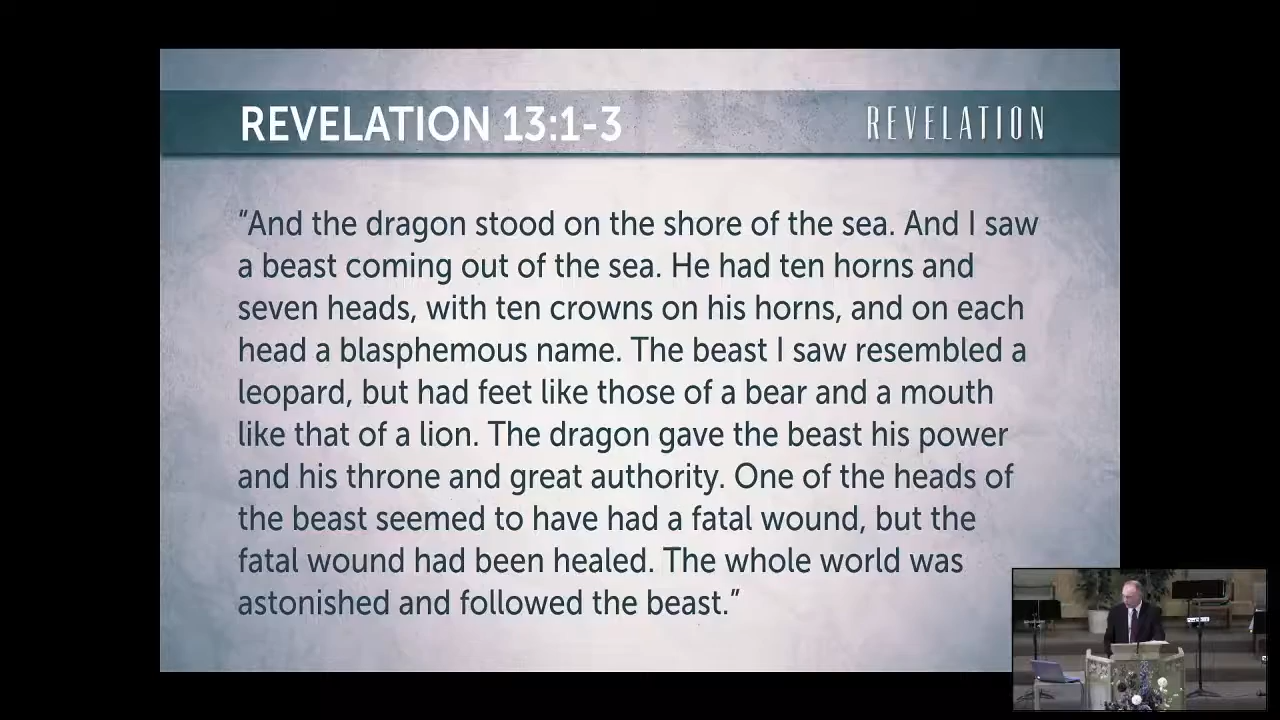 REVELATION 13:1-3
REVELATION
“And the dragon stood on the shore of the sea. And I saw
a beast coming out of the sea. He had ten horns and
seven heads, with ten crowns on his horns, and on each
head a blasphemous name. The beast I saw resembled a
leopard, but had feet like those of a bear and a mouth
like that of a lion. The dragon gave the beast his power
and his throne and great authority. One of the heads of
the beast seemed to have had a fatal wound, but the
fatal wound had been healed. The whole world was
astonished and followed the beast.”